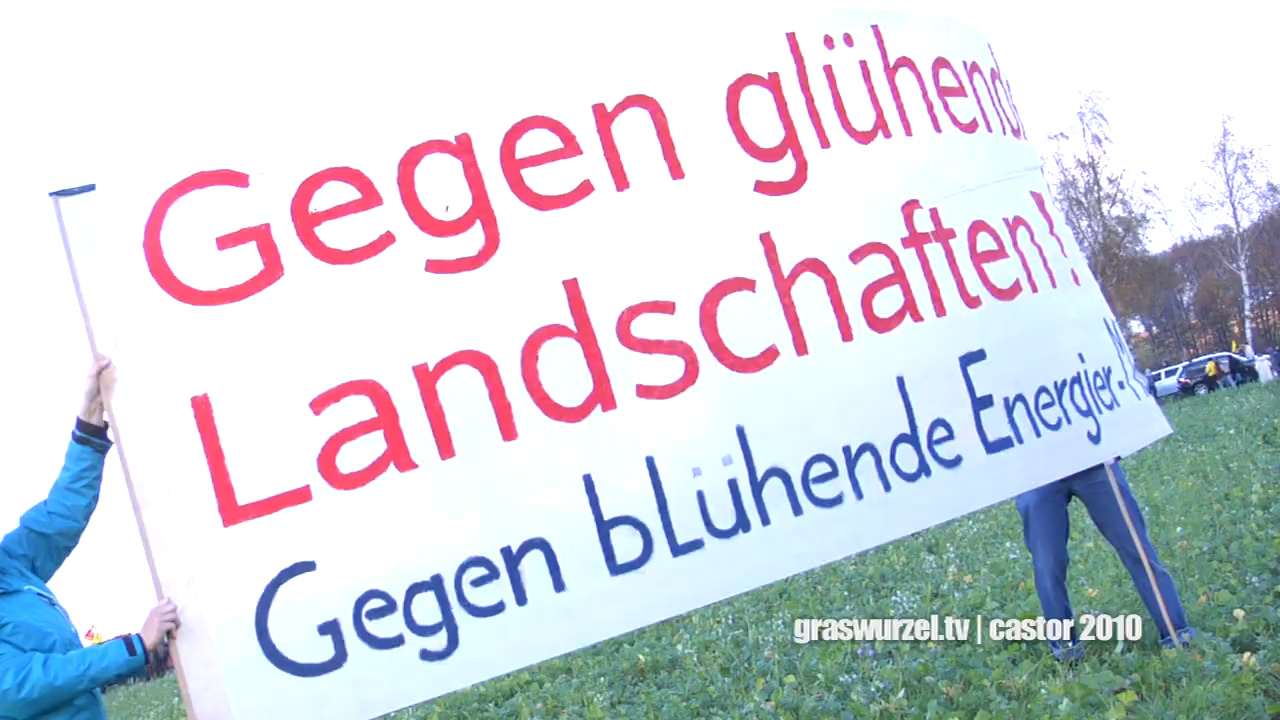 Gegen glühende
Landschaften!
Gegen blühende Energier-
graswurzel.tv | castor 2010